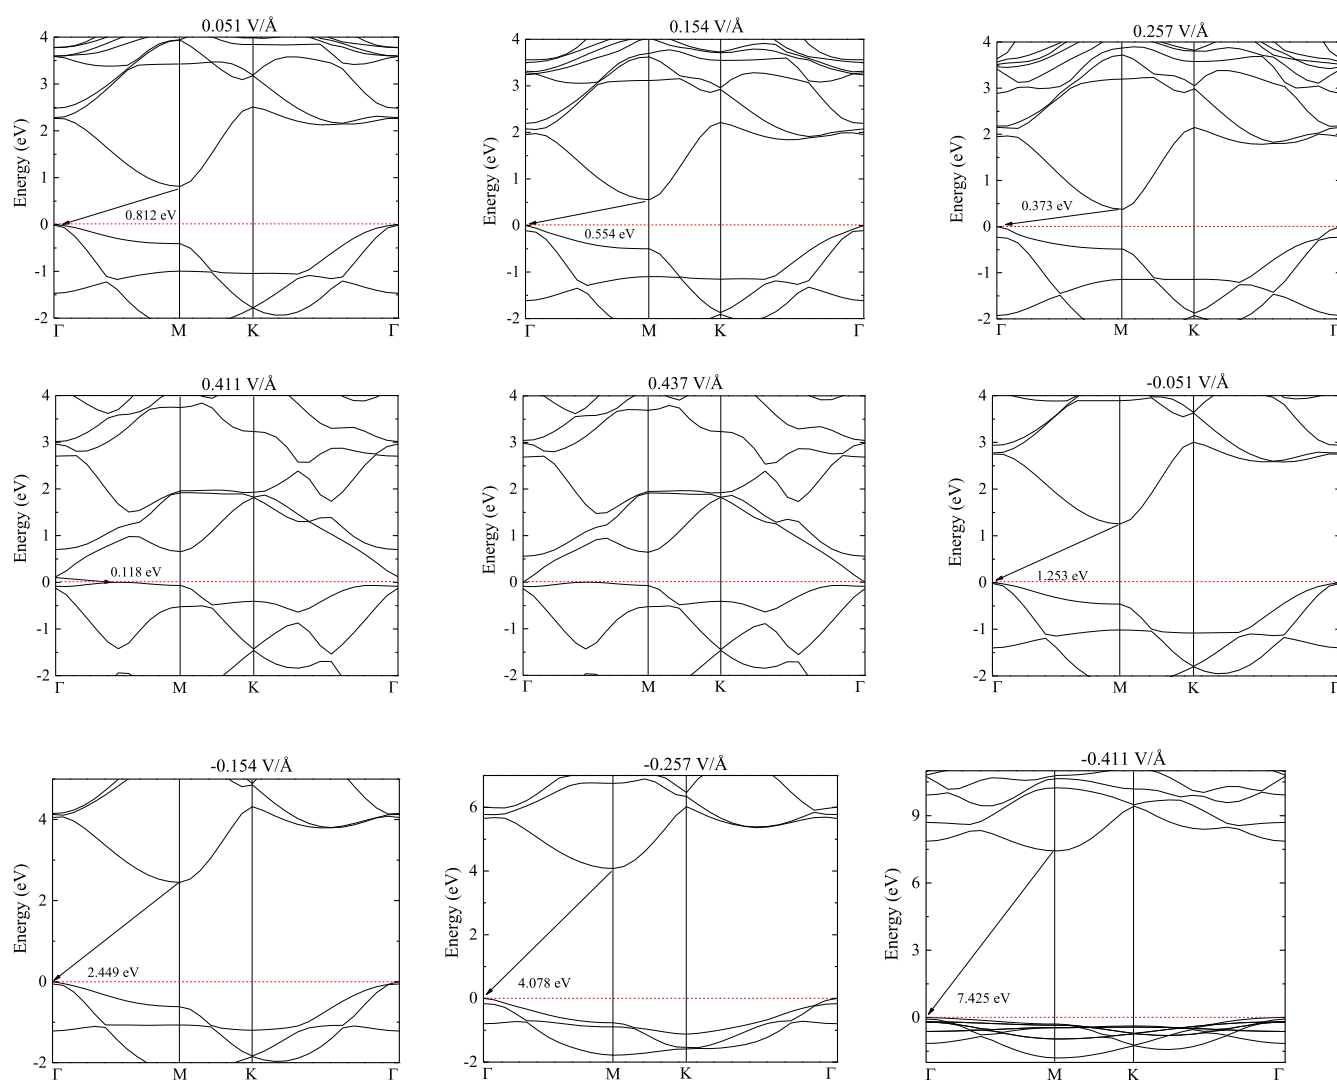 0.051 V/Å
Energy (eV)
4
3
2
1
0
-1
-2
0.812 eV
Γ M K Γ
0.154 V/Å
Energy (eV)
4
3
2
1
0
-1
-2
0.554 eV
Γ M K Γ
0.257 V/Å
Energy (eV)
4
3
2
1
0
-1
-2
0.373 eV
Γ M K Γ
0.411 V/Å
Energy (eV)
4
3
2
1
0
-1
-2
0.118 eV
Γ M K Γ
0.437 V/Å
Energy (eV)
4
3
2
1
0
-1
-2
Γ M K Γ
-0.051 V/Å
Energy (eV)
4
3
2
1
0
-1
-2
1.253 eV
Γ M K Γ
-0.154 V/Å
Energy (eV)
4
2
0
-2
2.449 eV
Γ M K Γ
-0.257 V/Å
Energy (eV)
6
4
2
0
-2
4.078 eV
Γ M K Γ
-0.411 V/Å
Energy (eV)
9
6
3
0
7.425 eV
Γ M K Γ